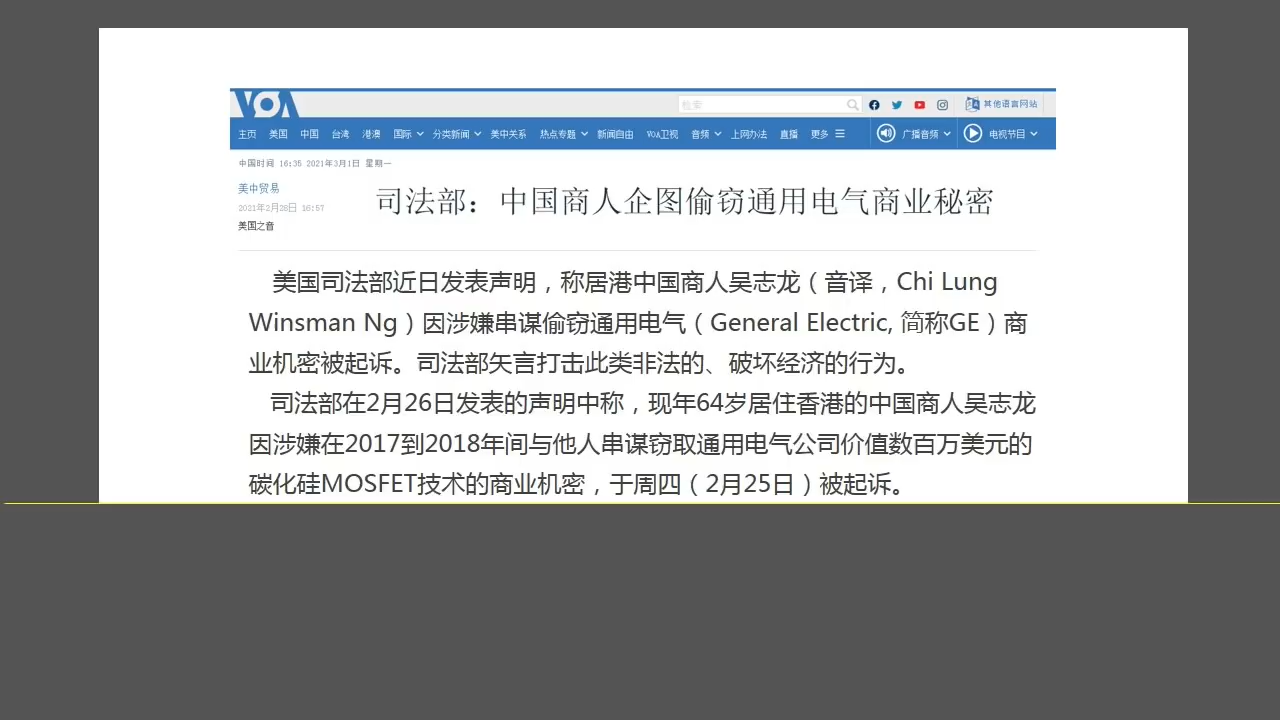 VOA
检索
其他语言网站
主页 美国 中国 台湾 港澳 国际 分类新闻 美中关系 热点专题 新闻自由 VOA卫视 音频 上网办法 直播 更多 广播音频 电视节目
中国时间 16:35 2021年3月1日 星期一
美中贸易
2021年2月28日 16:57
美国之音
司法部：中国商人企图偷窃通用电气商业秘密
美国司法部近日发表声明，称居港中国商人吴志龙（音译，Chi Lung
Winsman Ng）因涉嫌串谋偷窃通用电气（General Electric, 简称GE）商
业机密被起诉。司法部矢言打击此类非法的、破坏经济的行为。
司法部在2月26日发表的声明中称，现年64岁居住香港的中国商人吴志龙
因涉嫌在2017到2018年间与他人串谋窃取通用电气公司价值数百万美元的
碳化硅MOSFET技术的商业机密，于周四（2月25日）被起诉。